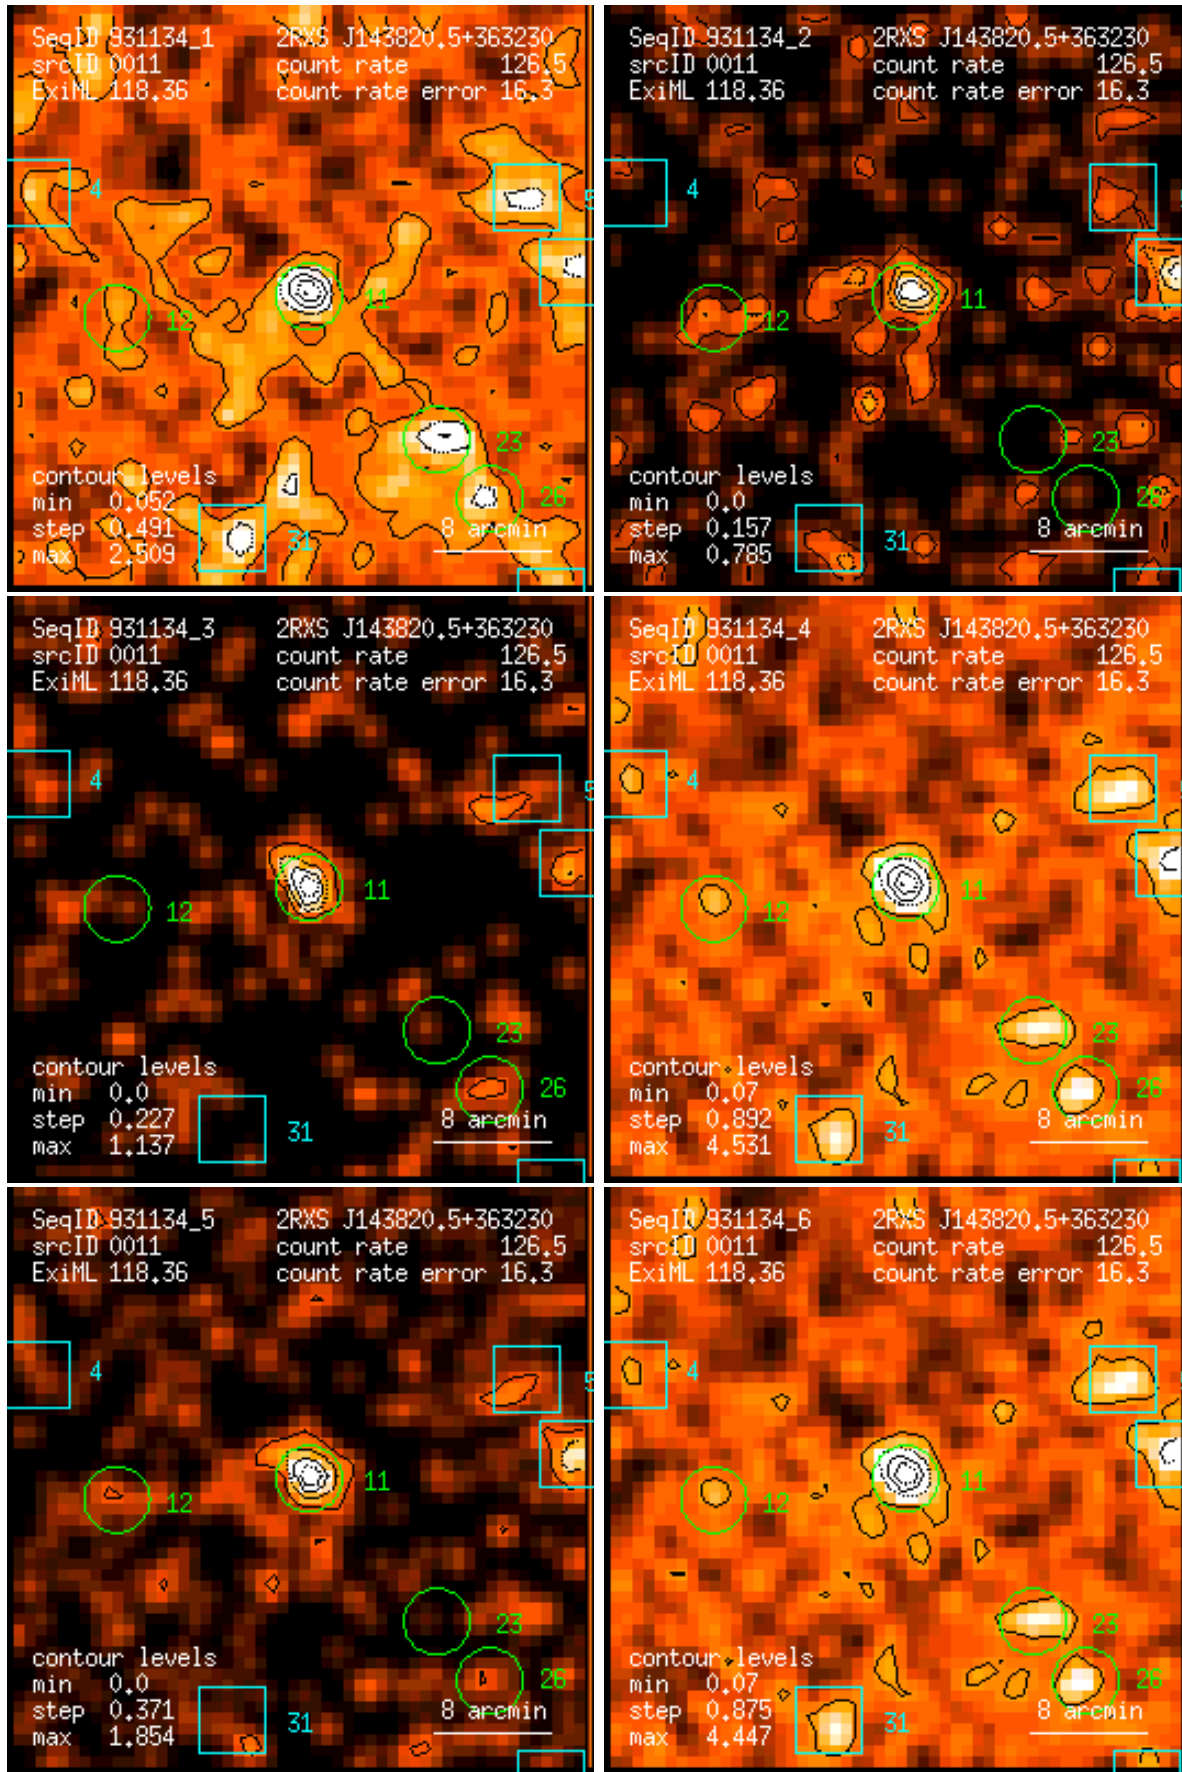 SeqID 931134_1 2RXS J143820.5+363230
srcID 0011 count rate 126.5
ExiML 118.36 count rate error 16.3
4
5
11
12
23
26
31
contour levels
min 0.052
step 0.491
max 2.509
8 arcmin
SeqID 931134_2 2RXS J143820.5+363230
srcID 0011 count rate 126.5
ExiML 118.36 count rate error 16.3
4
11
12
23
26
31
contour levels
min 0.0
step 0.157
max 0.785
8 arcmin
SeqID 931134_3 2RXS J143820.5+363230
srcID 0011 count rate 126.5
ExiML 118.36 count rate error 16.3
4
5
11
12
23
26
31
contour levels
min 0.0
step 0.227
max 1.137
8 arcmin
SeqID 931134_4 2RXS J143820.5+363230
srcID 0011 count rate 126.5
ExiML 118.36 count rate error 16.3
4
11
12
23
26
31
contour levels
min 0.07
step 0.892
max 4.531
8 arcmin
SeqID 931134_5 2RXS J143820.5+363230
srcID 0011 count rate 126.5
ExiML 118.36 count rate error 16.3
4
5
11
12
23
26
31
contour levels
min 0.0
step 0.371
max 1.854
8 arcmin
SeqID 931134_6 2RXS J143820.5+363230
srcID 0011 count rate 126.5
ExiML 118.36 count rate error 16.3
4
11
12
23
26
31
contour levels
min 0.07
step 0.875
max 4.447
8 arcmin